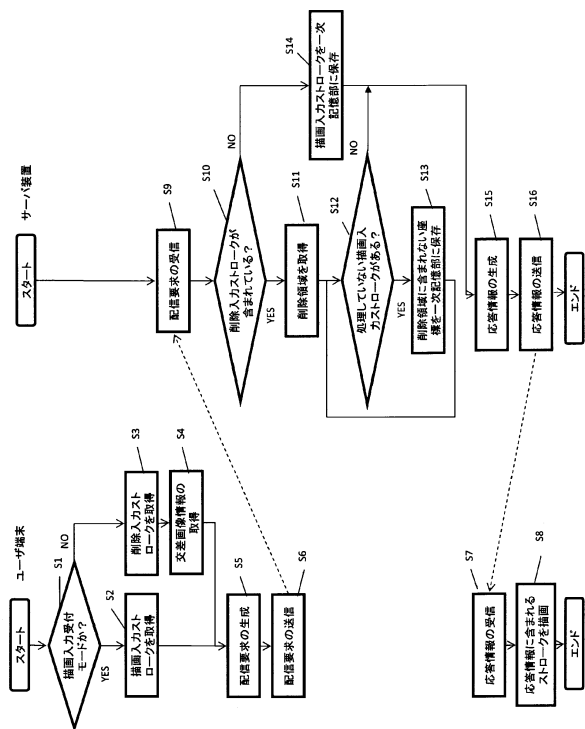 ユーザ端末
スタート
S1
描画入力受付
モードか?
YES
NO
S2
描画入力スト
ロークを取得
S3
削除入力スト
ロークを取得
S4
交差画像情報の
取得
S5
配信要求の生成
S6
配信要求の送信
S7
応答情報の受信
S8
応答情報に含まれる
ストロークを描画
エンド
サーバ装置
スタート
S9
配信要求の受信
S10
削除入力ストロークが
含まれている?
YES
NO
S11
削除領域を取得
S12
処理していない描画入
力ストロークがある?
YES
NO
S13
削除領域に含まれない座
標を一次記憶部に保存
S14
描画入力ストロークを一次
記憶部に保存
S15
応答情報の生成
S16
応答情報の送信
エンド